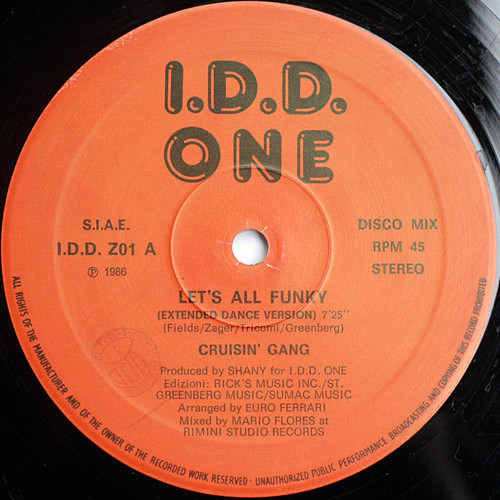 I.D.D.
ONE
S.I.A.E.
I.D.D. Z01 A
℗ 1986
DISCO MIX
RPM 45
STEREO
LET'S ALL FUNKY
(EXTENDED DANCE VERSION) 7'25''
(Fields/Zager/Tricomi/Greenberg)
CRUISIN' GANG
Produced by SHANY for I.D.D. ONE
Edizioni: RICK'S MUSIC INC./ST.
GREENBERG MUSIC/SUMAC MUSIC
Arranged by EURO FERRARI
Mixed by MARIO FLORES at
RIMINI STUDIO RECORDS
ALL RIGHTS OF THE MANUFACTURER AND OF THE OWNER OF THE RECORDED WORK RESERVED - UNAUTHORIZED PUBLIC PERFORMANCE BROADCASTING AND COPYING OF THIS RECORD PROHIBITED